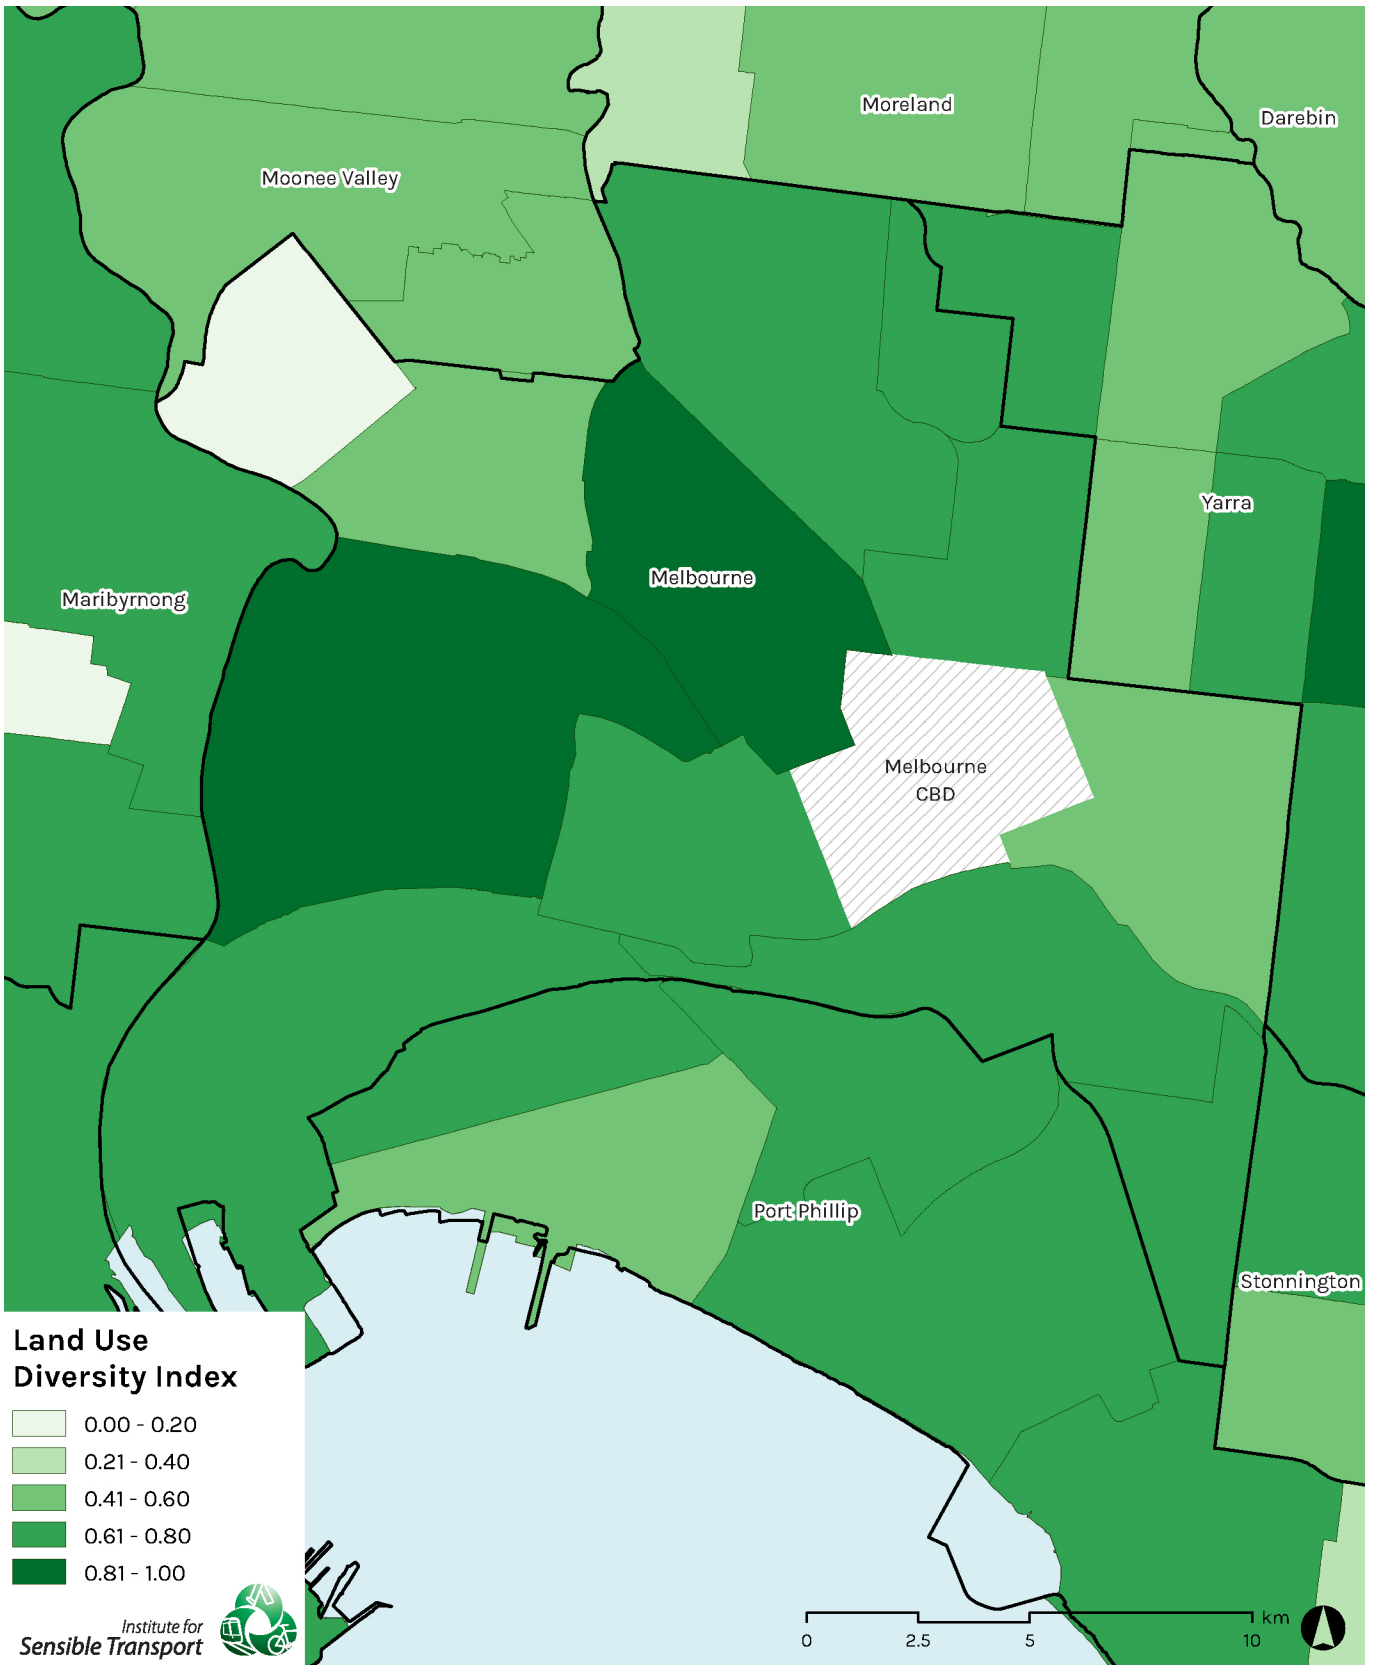 Moreland
Darebin
Moonee Valley
Yarra
Melbourne
Maribyrnong
Melbourne
CBD
Port Phillip
Stonnington
Land Use
Diversity Index
0.00 - 0.20
0.21 - 0.40
0.41 - 0.60
0.61 - 0.80
0.81 - 1.00
Institute for
Sensible Transport
km
0 2.5 5 10